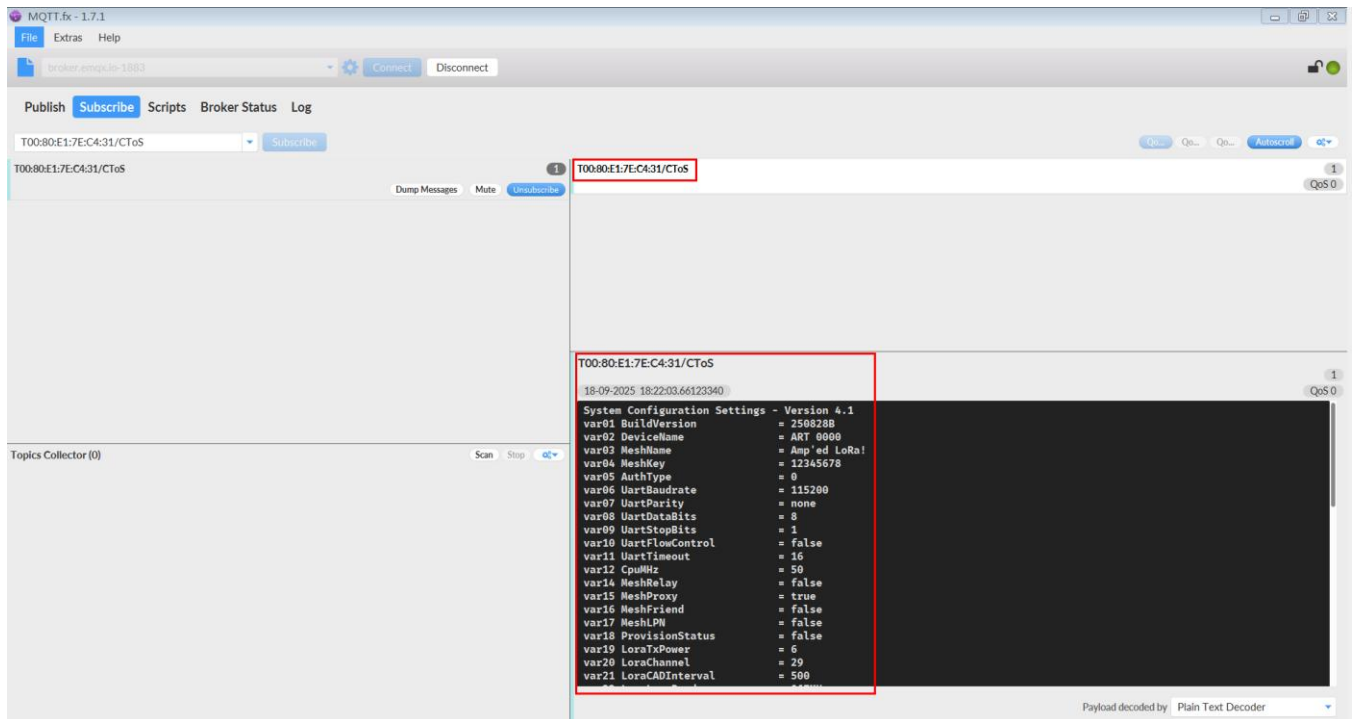 MQTT.fx - 1.7.1
File Extras Help
broker.emqx.io-1883 Connect Disconnect
Publish Subscribe Scripts Broker Status Log
T00:80:E1:7E:C4:31/CToS Subscribe
Qo... Qo... Qo... Autoscroll
T00:80:E1:7E:C4:31/CToS 1
Dump Messages Mute Unsubscribe
T00:80:E1:7E:C4:31/CToS 1
QoS 0
Topics Collector (0) Scan Stop
T00:80:E1:7E:C4:31/CToS
1
18-09-2025 18:22:03.66123340 QoS 0
System Configuration Settings - Version 4.1
var01 BuildVersion = 250828B
var02 DeviceName = ART 0000
var03 MeshName = Amp'ed LoRa!
var04 MeshKey = 12345678
var05 AuthType = 0
var06 UartBaudrate = 115200
var07 UartParity = none
var08 UartDataBits = 8
var09 UartStopBits = 1
var10 UartFlowControl = false
var11 UartTimeout = 16
var12 CpuMHz = 50
var14 MeshRelay = false
var15 MeshProxy = true
var16 MeshFriend = false
var17 MeshLPN = false
var18 ProvisionStatus = false
var19 LoraTxPower = 6
var20 LoraChannel = 29
var21 LoraCADInterval = 500
Payload decoded by Plain Text Decoder